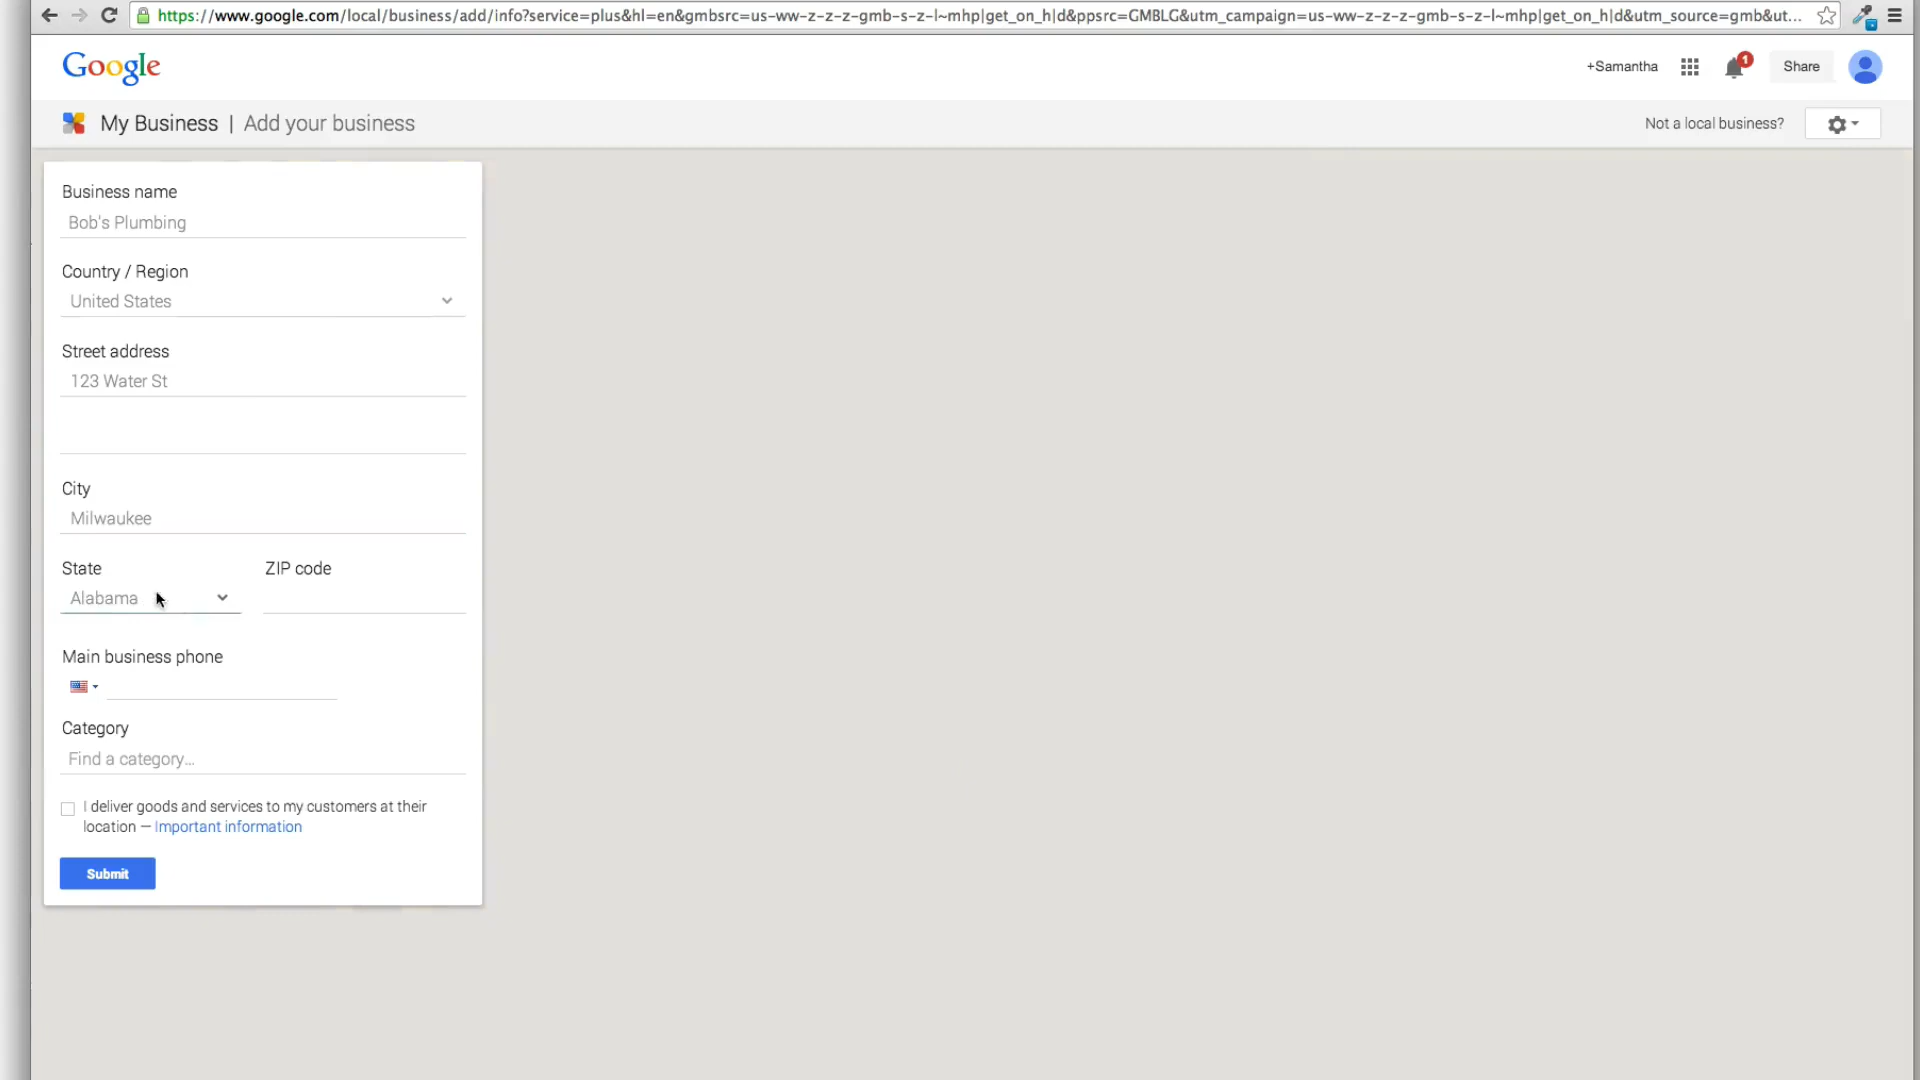 https://www.google.com/local/business/add/info?service=plus&hl=en&gmbsrc=us-ww-z-z-z-gmb-s-z-l~mhp|get_on_h|d&ppsrc=GMBLG&utm_campaign=us-ww-z-z-z-gmb-s-z-l~mhp|get_on_h|d&utm_source=gmb&ut...
Google
+Samantha
1
Share
My Business | Add your business
Not a local business?
Business name
Bob's Plumbing
Country / Region
United States
Street address
123 Water St
City
Milwaukee
State ZIP code
Alabama
Main business phone
Category
Find a category...
I deliver goods and services to my customers at their
location — Important information
Submit